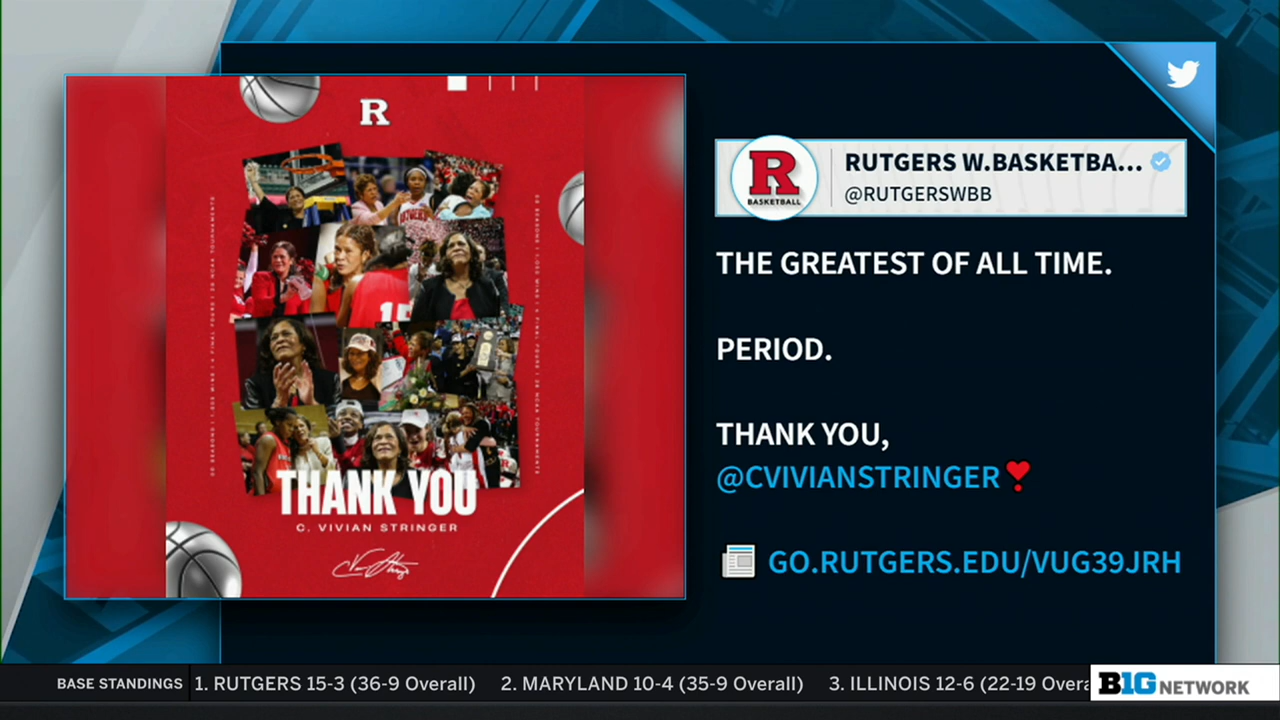 R
THANK YOU
C. VIVIAN STRINGER
R
BASKETBALL
RUTGERS W.BASKETBA...
@RUTGERSWBB
THE GREATEST OF ALL TIME.
PERIOD.
THANK YOU,
@CVIVIANSTRINGER
GO.RUTGERS.EDU/VUG39JRH
BASE STANDINGS 1. RUTGERS 15-3 (36-9 Overall) 2. MARYLAND 10-4 (35-9 Overall) 3. ILLINOIS 12-6 (22-19 Overa
B1G NETWORK